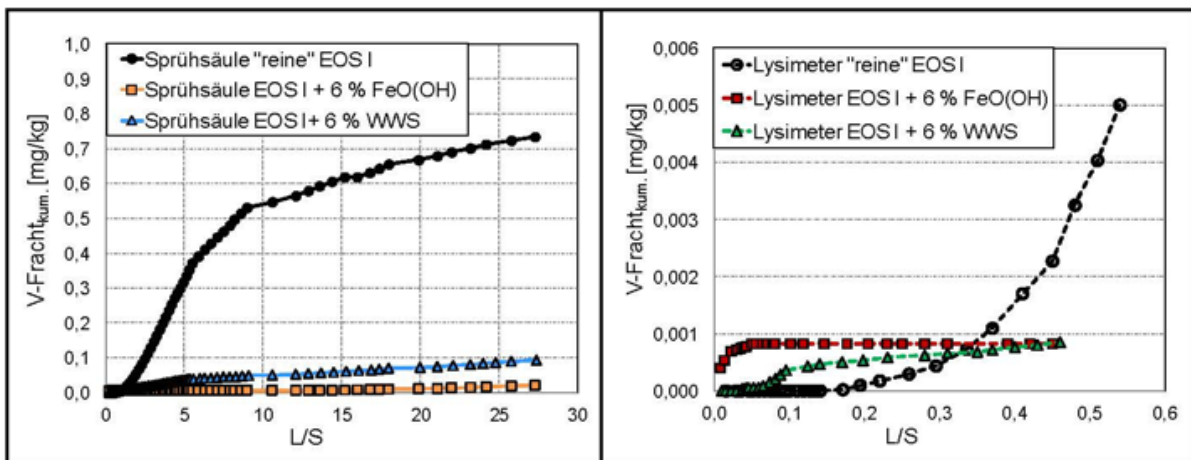 V-Fracht kum. [mg/kg]
1,0
0,9
0,8
0,7
0,6
0,5
0,4
0,3
0,2
0,1
0,0
Sprühsäule "reine" EOS I
Sprühsäule EOS I + 6 % FeO(OH)
Sprühsäule EOS I + 6 % WWS
0 5 10 15 20 25 30
L/S
V-Fracht kum. [mg/kg]
0,006
0,005
0,004
0,003
0,002
0,001
0,000
Lysimeter "reine" EOS I
Lysimeter EOS I + 6 % FeO(OH)
Lysimeter EOS I + 6 % WWS
0,0 0,1 0,2 0,3 0,4 0,5 0,6
L/S